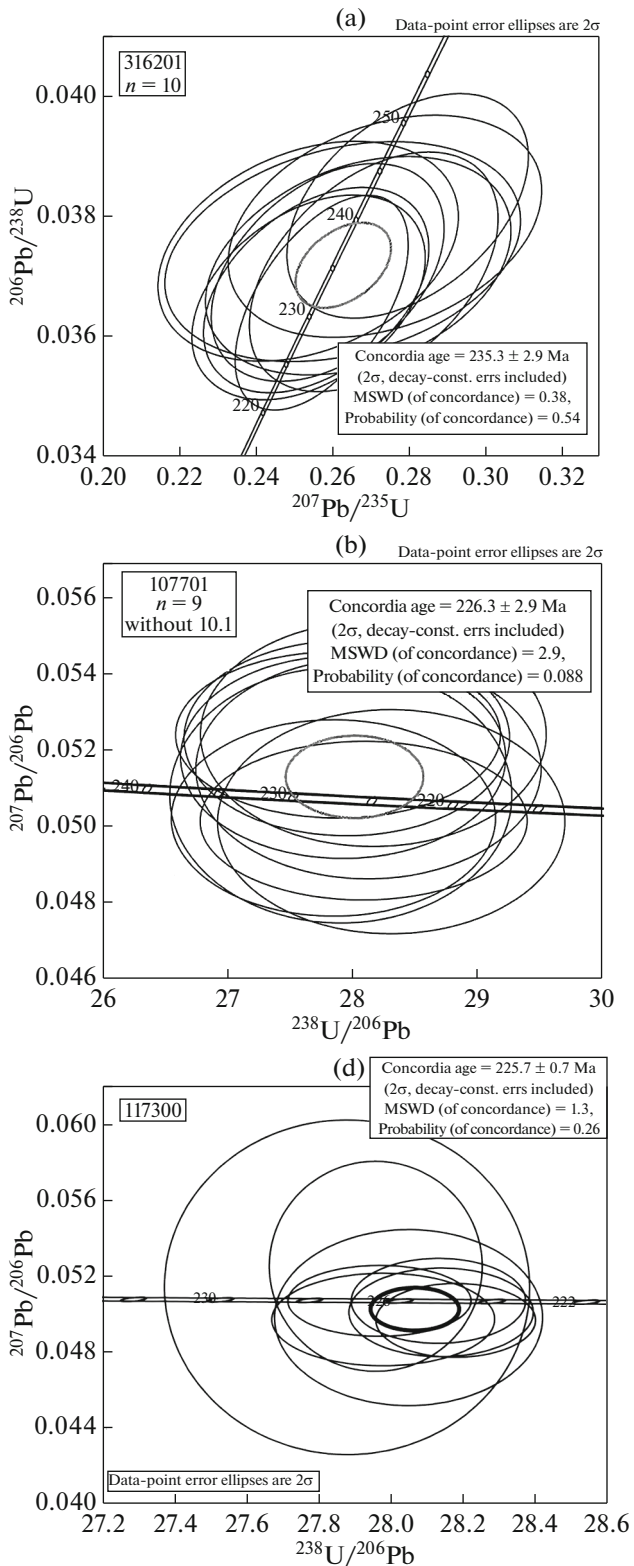 (a)
Data-point error ellipses are 2σ
316201
n = 10
0.040
250
0.038
240
206Pb/238U
0.036
230
Concordia age = 235.3 ± 2.9 Ma
(2σ, decay-const. errs included)
MSWD (of concordance) = 0.38,
Probability (of concordance) = 0.54
220
0.034
0.20 0.22 0.24 0.26 0.28 0.30 0.32
207Pb/235U
(b)
Data-point error ellipses are 2σ
107701
n = 9
without 10.1
Concordia age = 226.3 ± 2.9 Ma
(2σ, decay-const. errs included)
MSWD (of concordance) = 2.9,
Probability (of concordance) = 0.088
0.056
0.054
0.052
207Pb/206Pb
240 230 220
0.050
0.048
0.046
26 27 28 29 30
238U/206Pb
(d)
Concordia age = 225.7 ± 0.7 Ma
(2σ, decay-const. errs included)
MSWD (of concordance) = 1.3,
Probability (of concordance) = 0.26
117300
0.060
0.056
0.052
207Pb/206Pb
230 226 222
0.048
0.044
Data-point error ellipses are 2σ
0.040
27.2 27.4 27.6 27.8 28.0 28.2 28.4 28.6
238U/206Pb